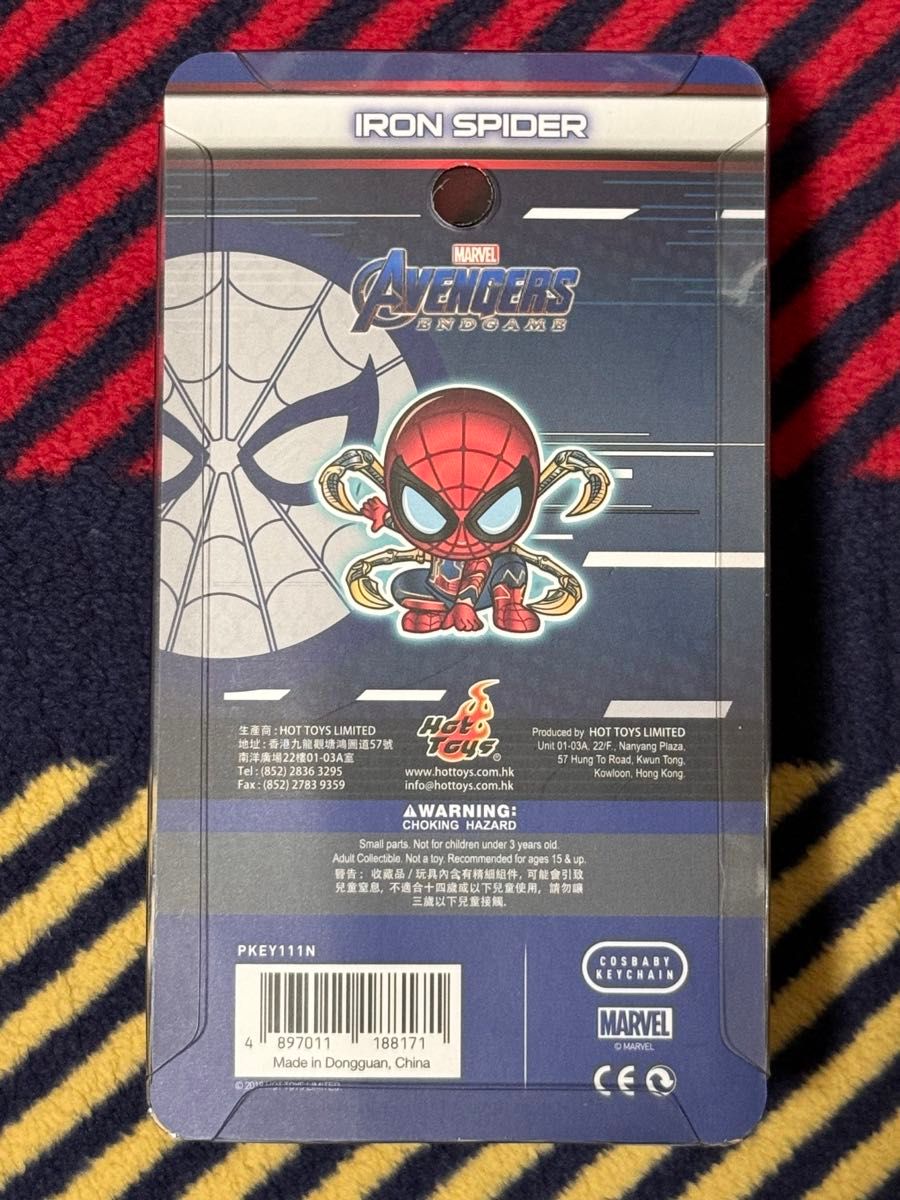 IRON SPIDER
MARVEL
AVENGERS
ENDGAME
生產商 : HOT TOYS LIMITED
地址 : 香港九龍觀塘鴻圖道57號
南洋廣場22樓01-03A室
Tel : (852) 2836 3295
Fax : (852) 2783 9359
Hot
Toys®
www.hottoys.com.hk
info@hottoys.com.hk
Produced by HOT TOYS LIMITED
Unit 01-03A, 22/F., Nanyang Plaza,
57 Hung To Road, Kwun Tong,
Kowloon, Hong Kong.
⚠WARNING:
CHOKING HAZARD
Small parts. Not for children under 3 years old.
Adult Collectible. Not a toy. Recommended for ages 15 & up.
警告 : 收藏品 / 玩具內含有精細組件, 可能會引致
兒童窒息, 不適合十四歲或以下兒童使用, 請勿讓
三歲以下兒童接觸.
PKEY111N
4 897011 188171
Made in Dongguan, China
© 2019 HOT TOYS LIMITED
COSBABY
KEYCHAIN
MARVEL
© MARVEL
CE